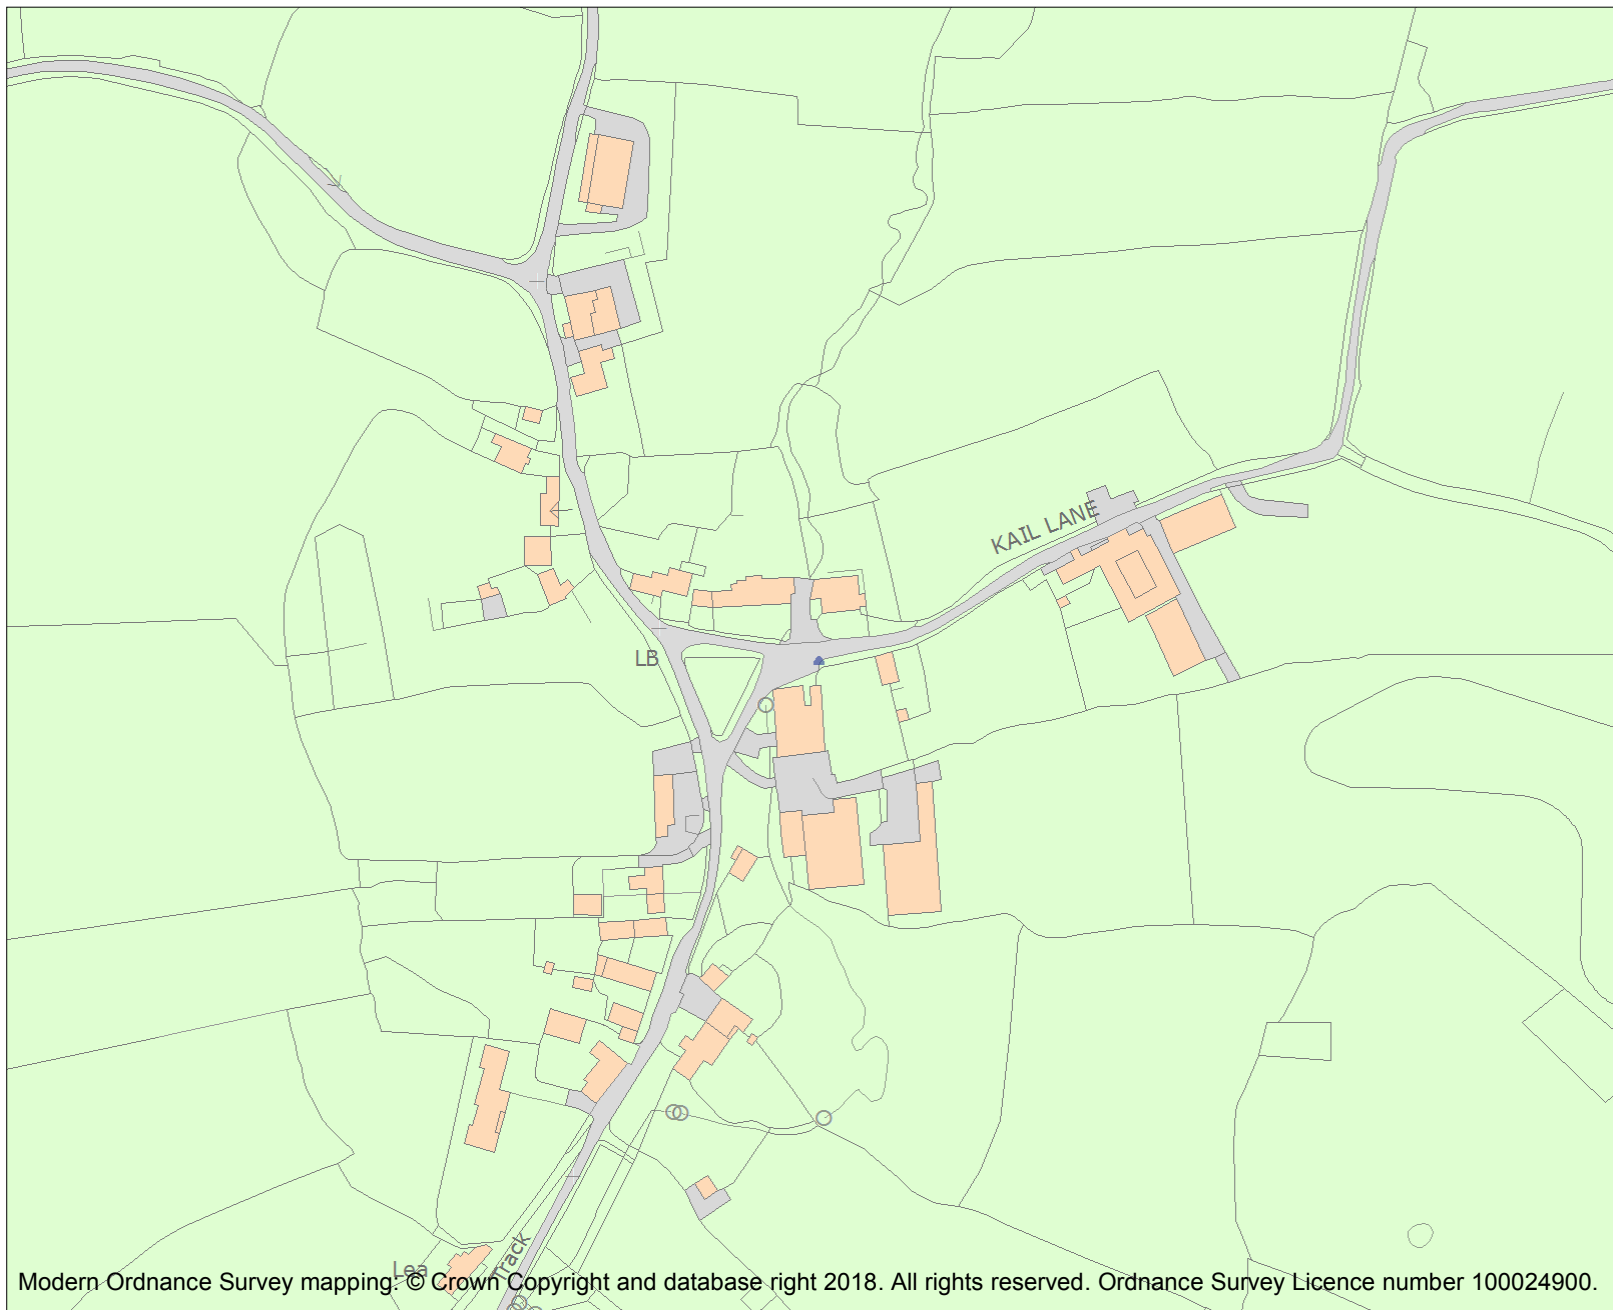 KAIL LANE
LB
Track
Lea
Modern Ordnance Survey mapping: © Crown Copyright and database right 2018. All rights reserved. Ordnance Survey Licence number 100024900.